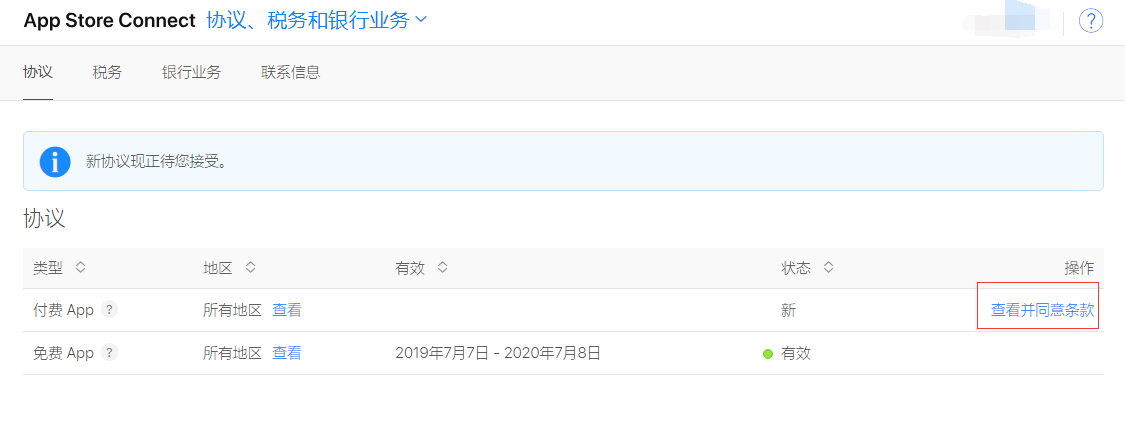 App Store Connect 协议、税务和银行业务 ?
协议 税务 银行业务 联系信息
i 新协议现正待您接受。
协议
类型 地区 有效 状态 操作
付费 App ? 所有地区 查看 新 查看并同意条款
免费 App ? 所有地区 查看 2019年7月7日 - 2020年7月8日 有效